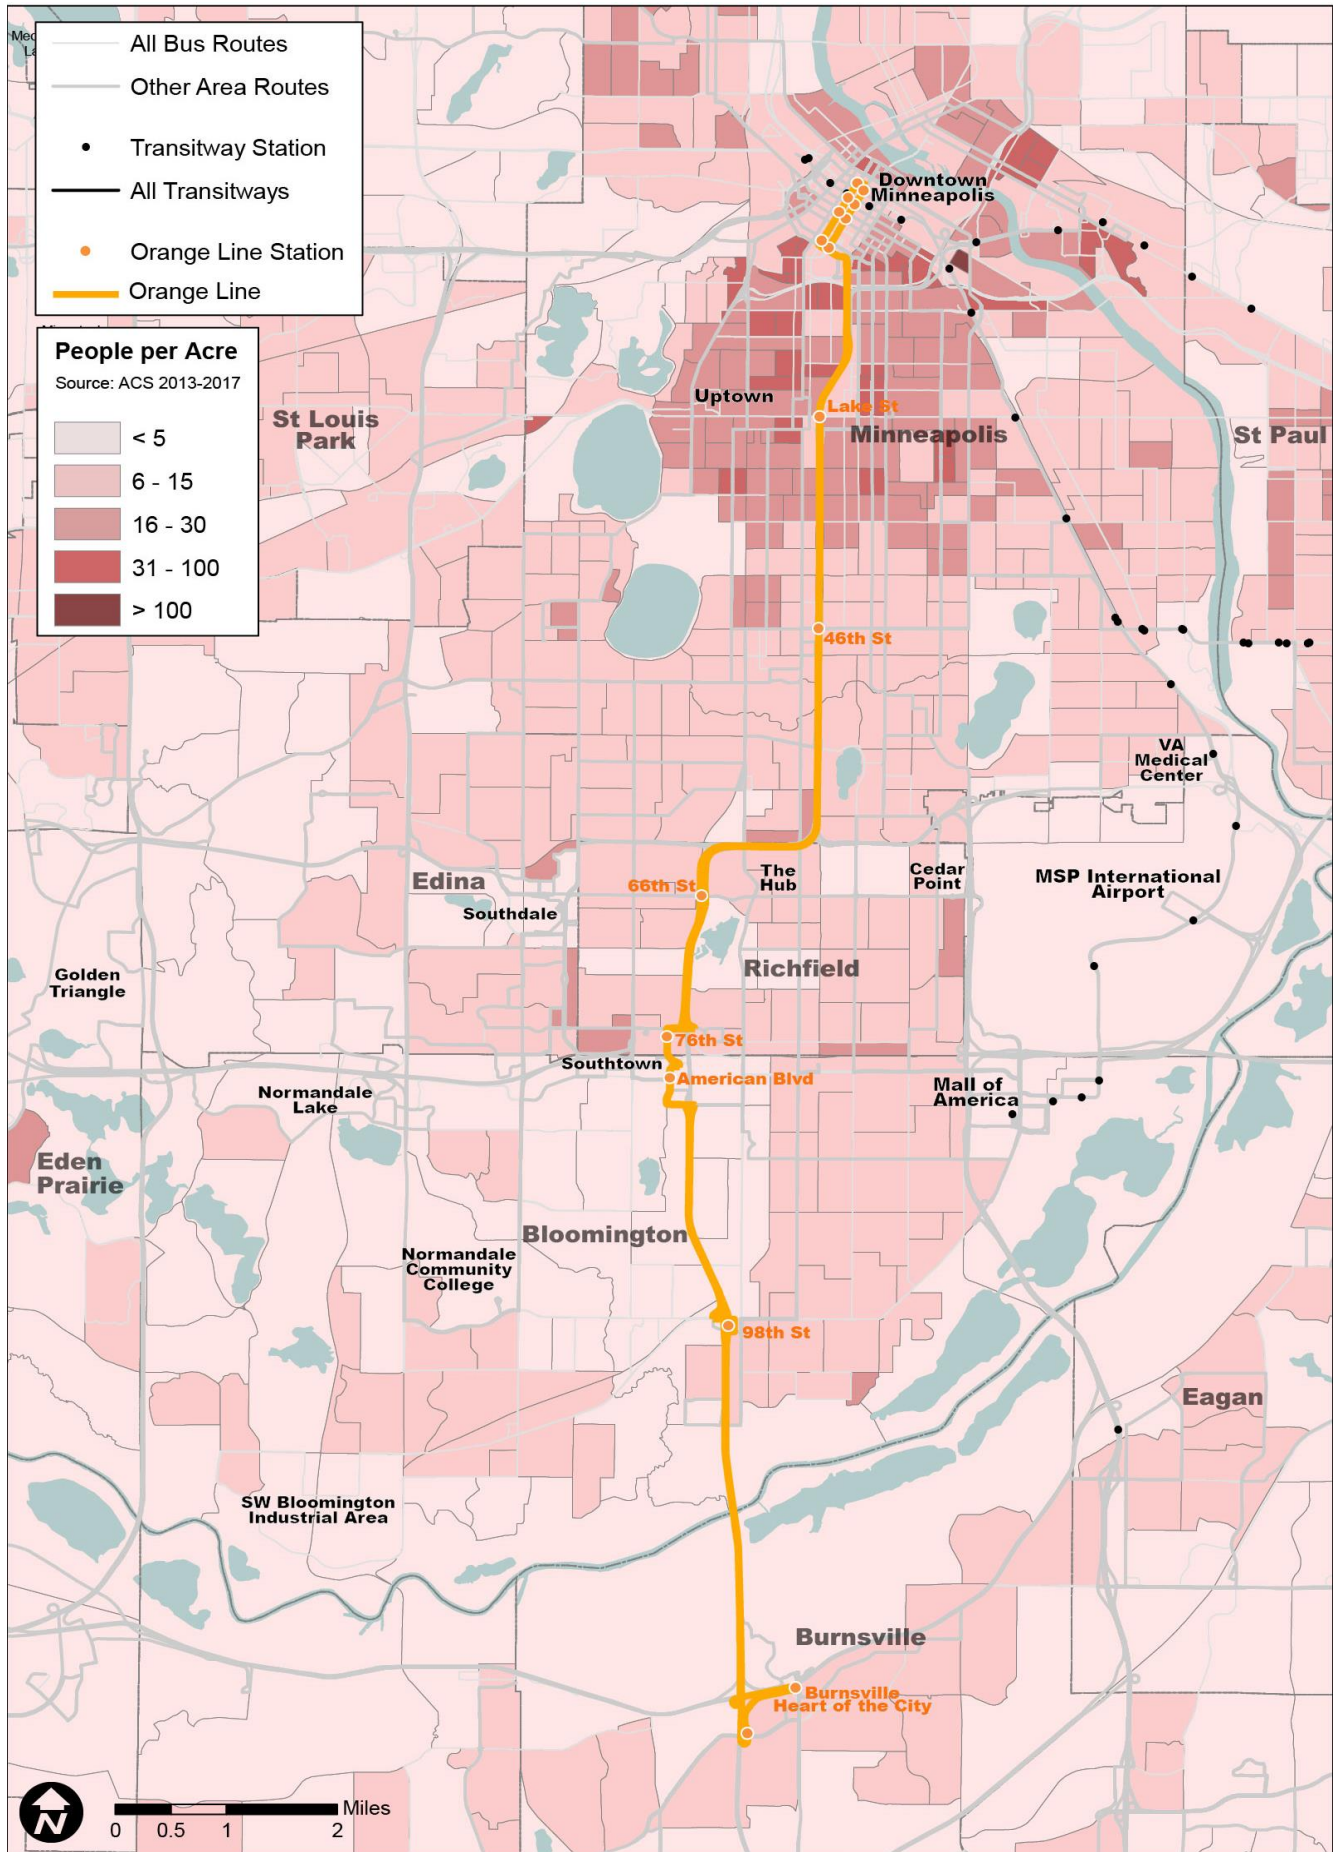 All Bus Routes
Other Area Routes
Transitway Station
All Transitways
Orange Line Station
Orange Line
People per Acre
Source: ACS 2013-2017
< 5
6 - 15
16 - 30
31 - 100
> 100
Downtown
Minneapolis
Uptown
Lake St
St Louis
Park
Minneapolis
St Paul
46th St
VA
Medical
Center
The
Hub
Cedar
Point
MSP International
Airport
Edina
66th St
Southdale
Richfield
Golden
Triangle
76th St
Southtown
American Blvd
Normandale
Lake
Mall of
America
Eden
Prairie
Bloomington
Normandale
Community
College
98th St
Eagan
SW Bloomington
Industrial Area
Burnsville
Burnsville
Heart of the City
N
Miles
0 0.5 1 2